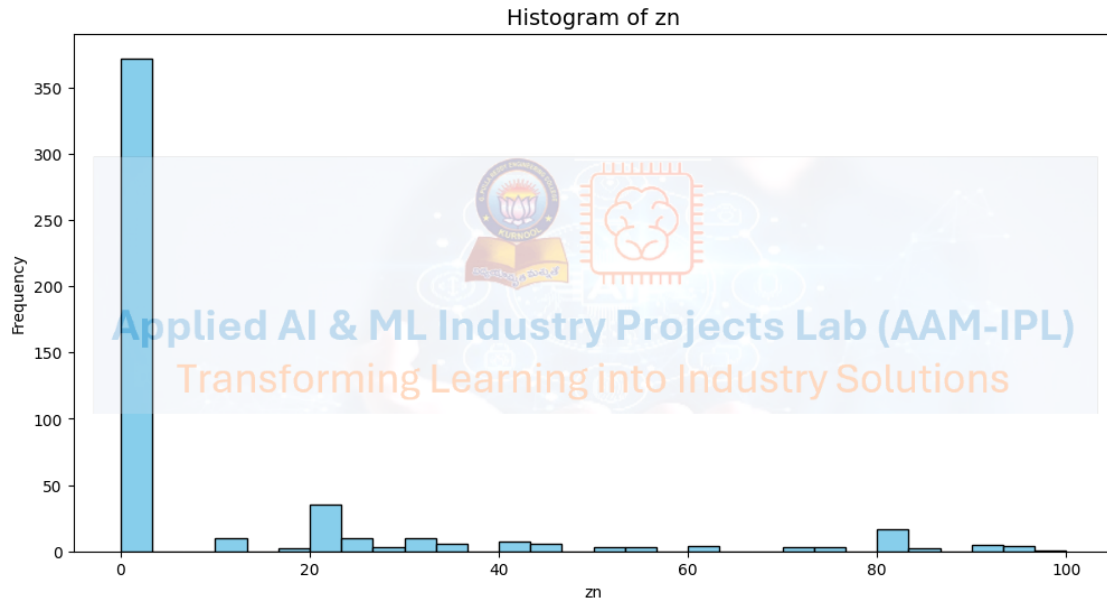 Histogram of zn
350
300
250
200
150
100
50
0
Frequency
KURNOOL
Applied AI & ML Industry Projects Lab (AAM-IPL)
Transforming Learning into Industry Solutions
0 20 40 60 80 100
zn